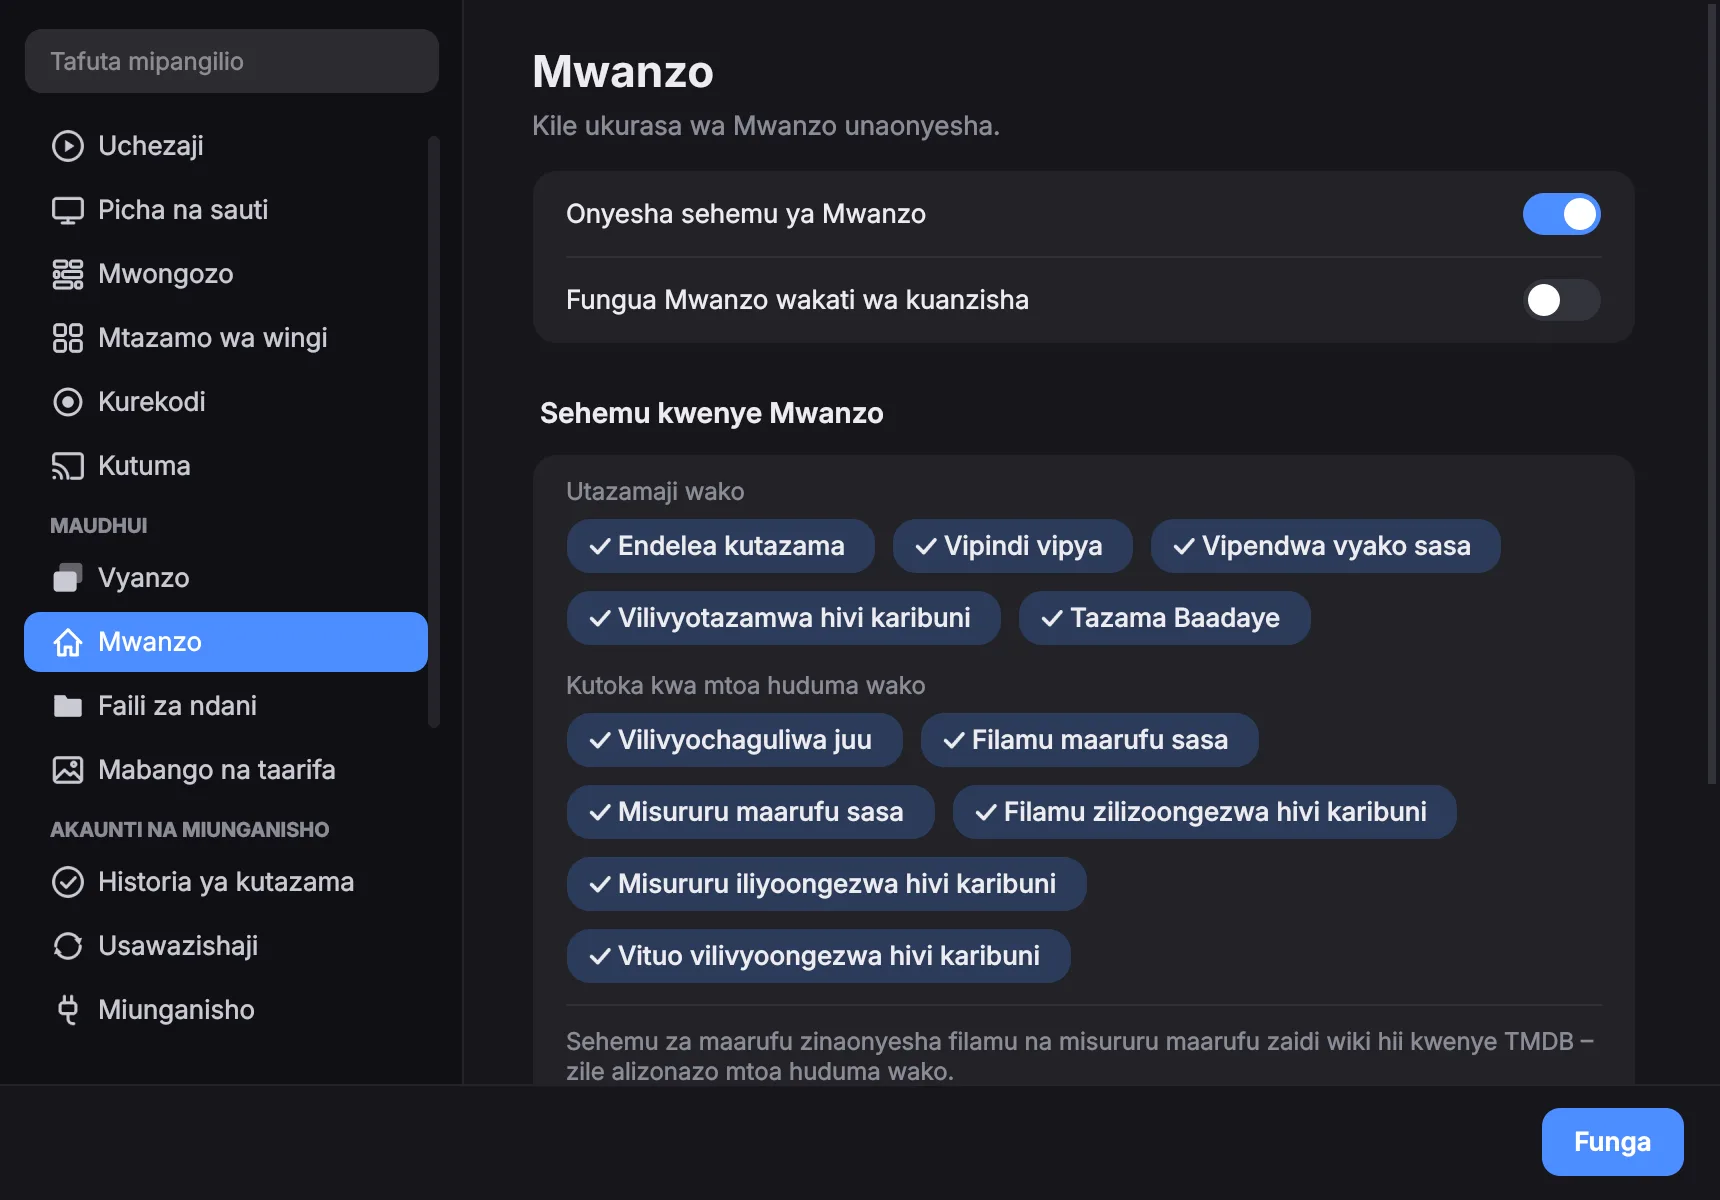 Tafuta mipangilio
Uchezaji
Picha na sauti
Mwongozo
Mtazamo wa wingi
Kurekodi
Kutuma
MAUDHUI
Vyanzo
Mwanzo
Faili za ndani
Mabango na taarifa
AKAUNTI NA MIUNGANISHO
Historia ya kutazama
Usawazishaji
Miunganisho
Mwanzo
Kile ukurasa wa Mwanzo unaonyesha.
Onyesha sehemu ya Mwanzo
Fungua Mwanzo wakati wa kuanzisha
Sehemu kwenye Mwanzo
Utazamaji wako
Endelea kutazama
Vipindi vipya
Vipendwa vyako sasa
Vilivyotazamwa hivi karibuni
Tazama Baadaye
Kutoka kwa mtoa huduma wako
Vilivyochaguliwa juu
Filamu maarufu sasa
Misururu maarufu sasa
Filamu zilizoongezwa hivi karibuni
Misururu iliyoongezwa hivi karibuni
Vituo vilivyoongezwa hivi karibuni
Sehemu za maarufu zinaonyesha filamu na misururu maarufu zaidi wiki hii kwenye TMDB –
zile alizonazo mtoa huduma wako.
Funga